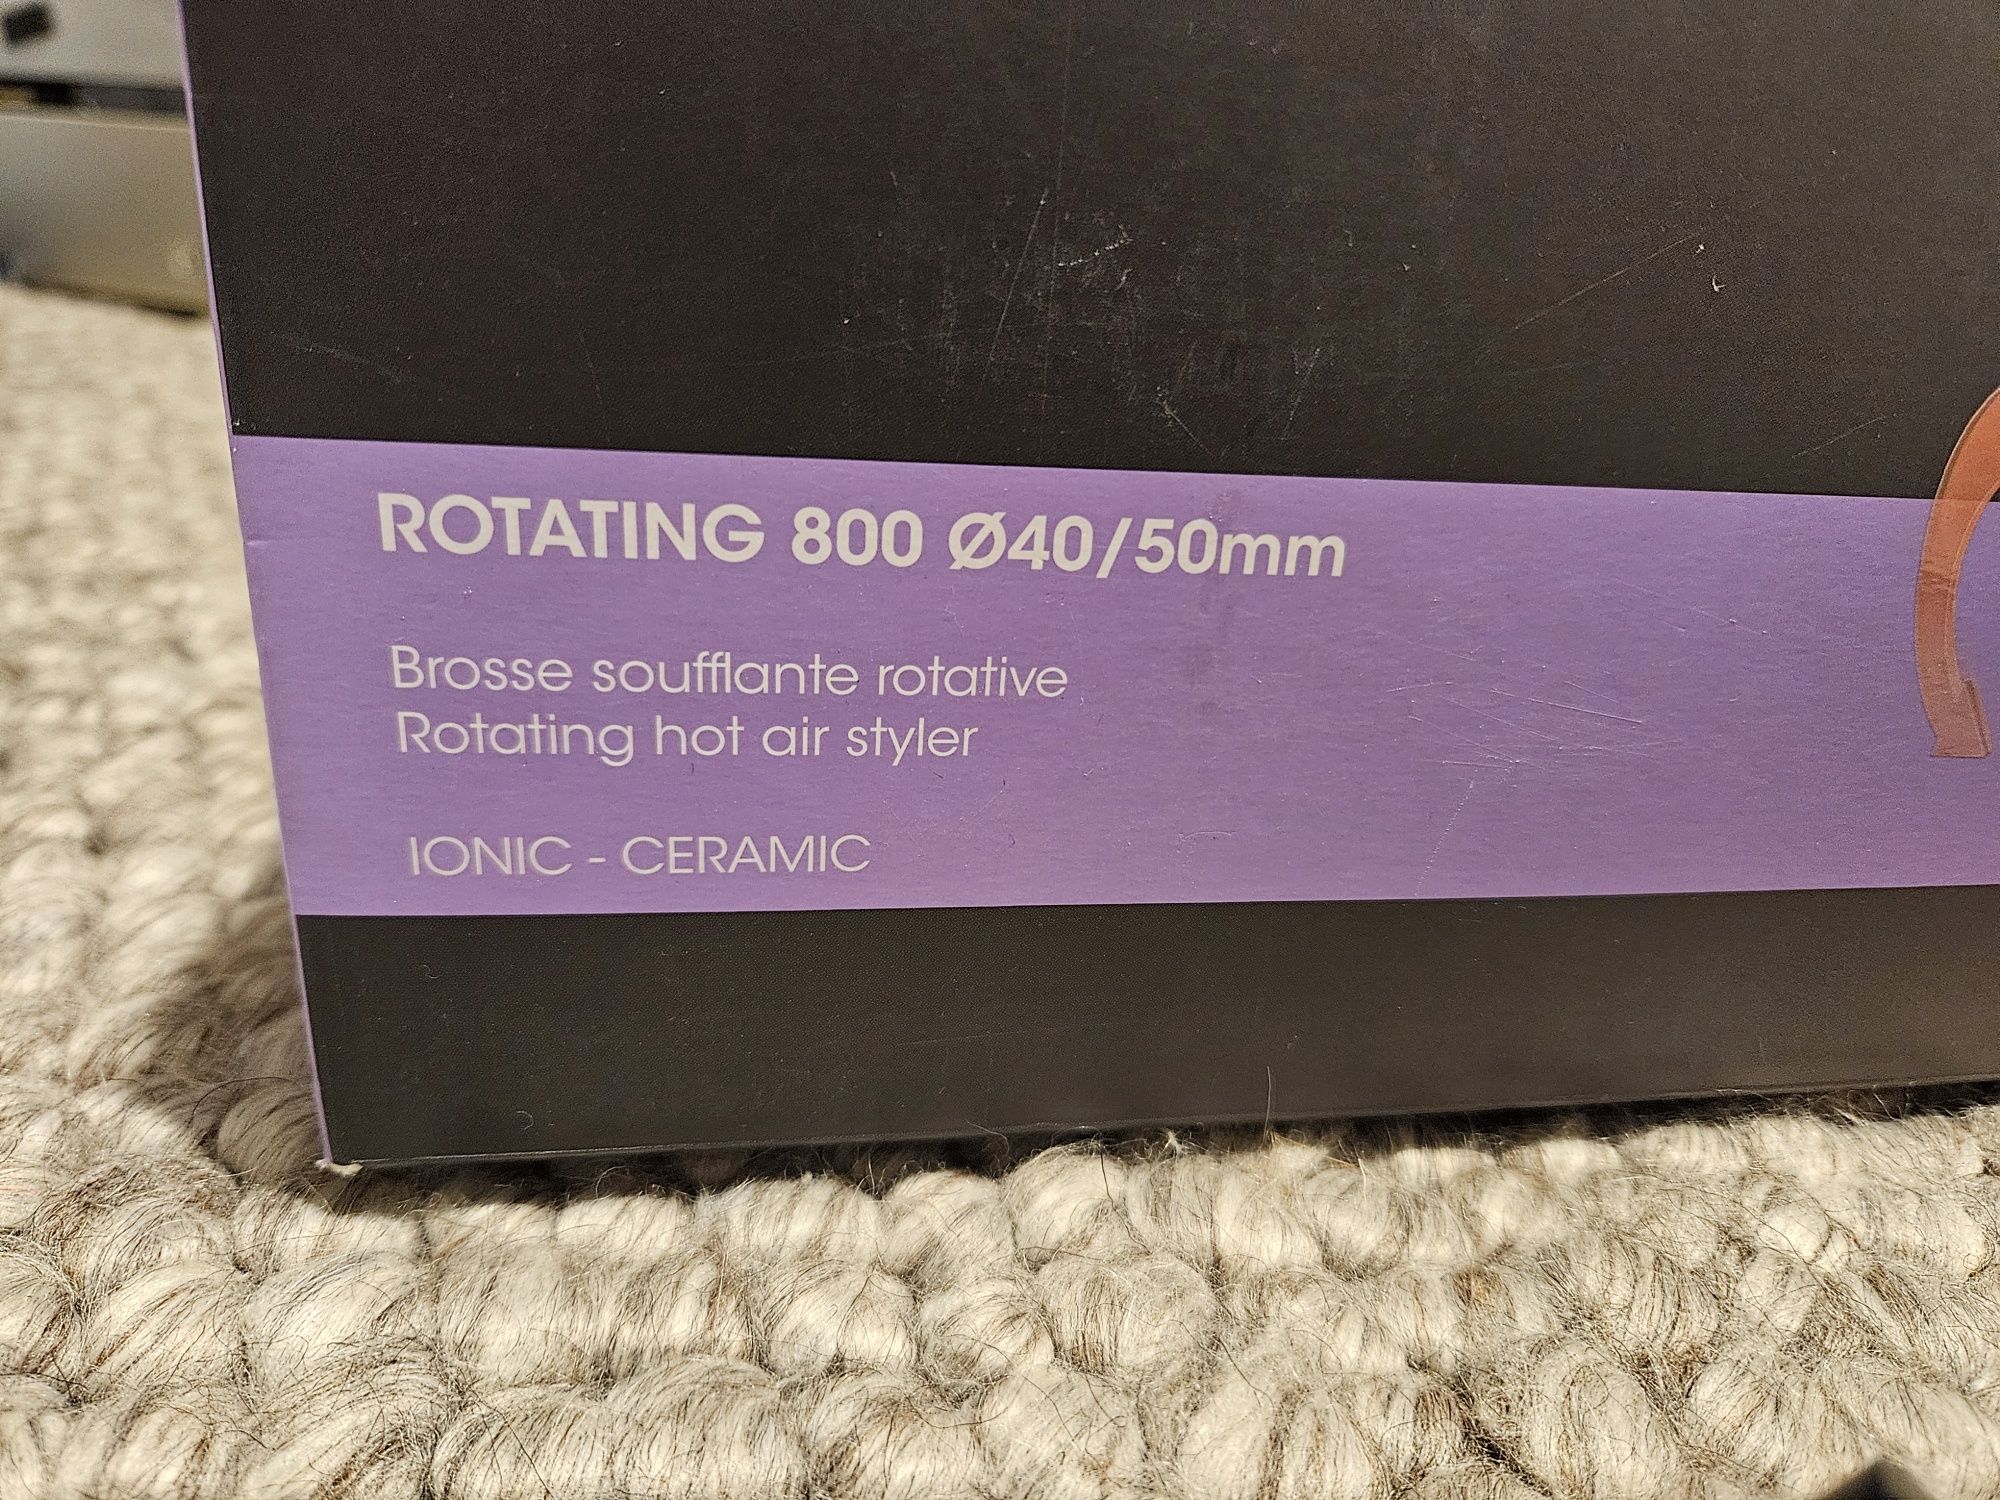 ROTATING 800 Ø40/50mm
Brosse soufflante rotative
Rotating hot air styler
IONIC - CERAMIC